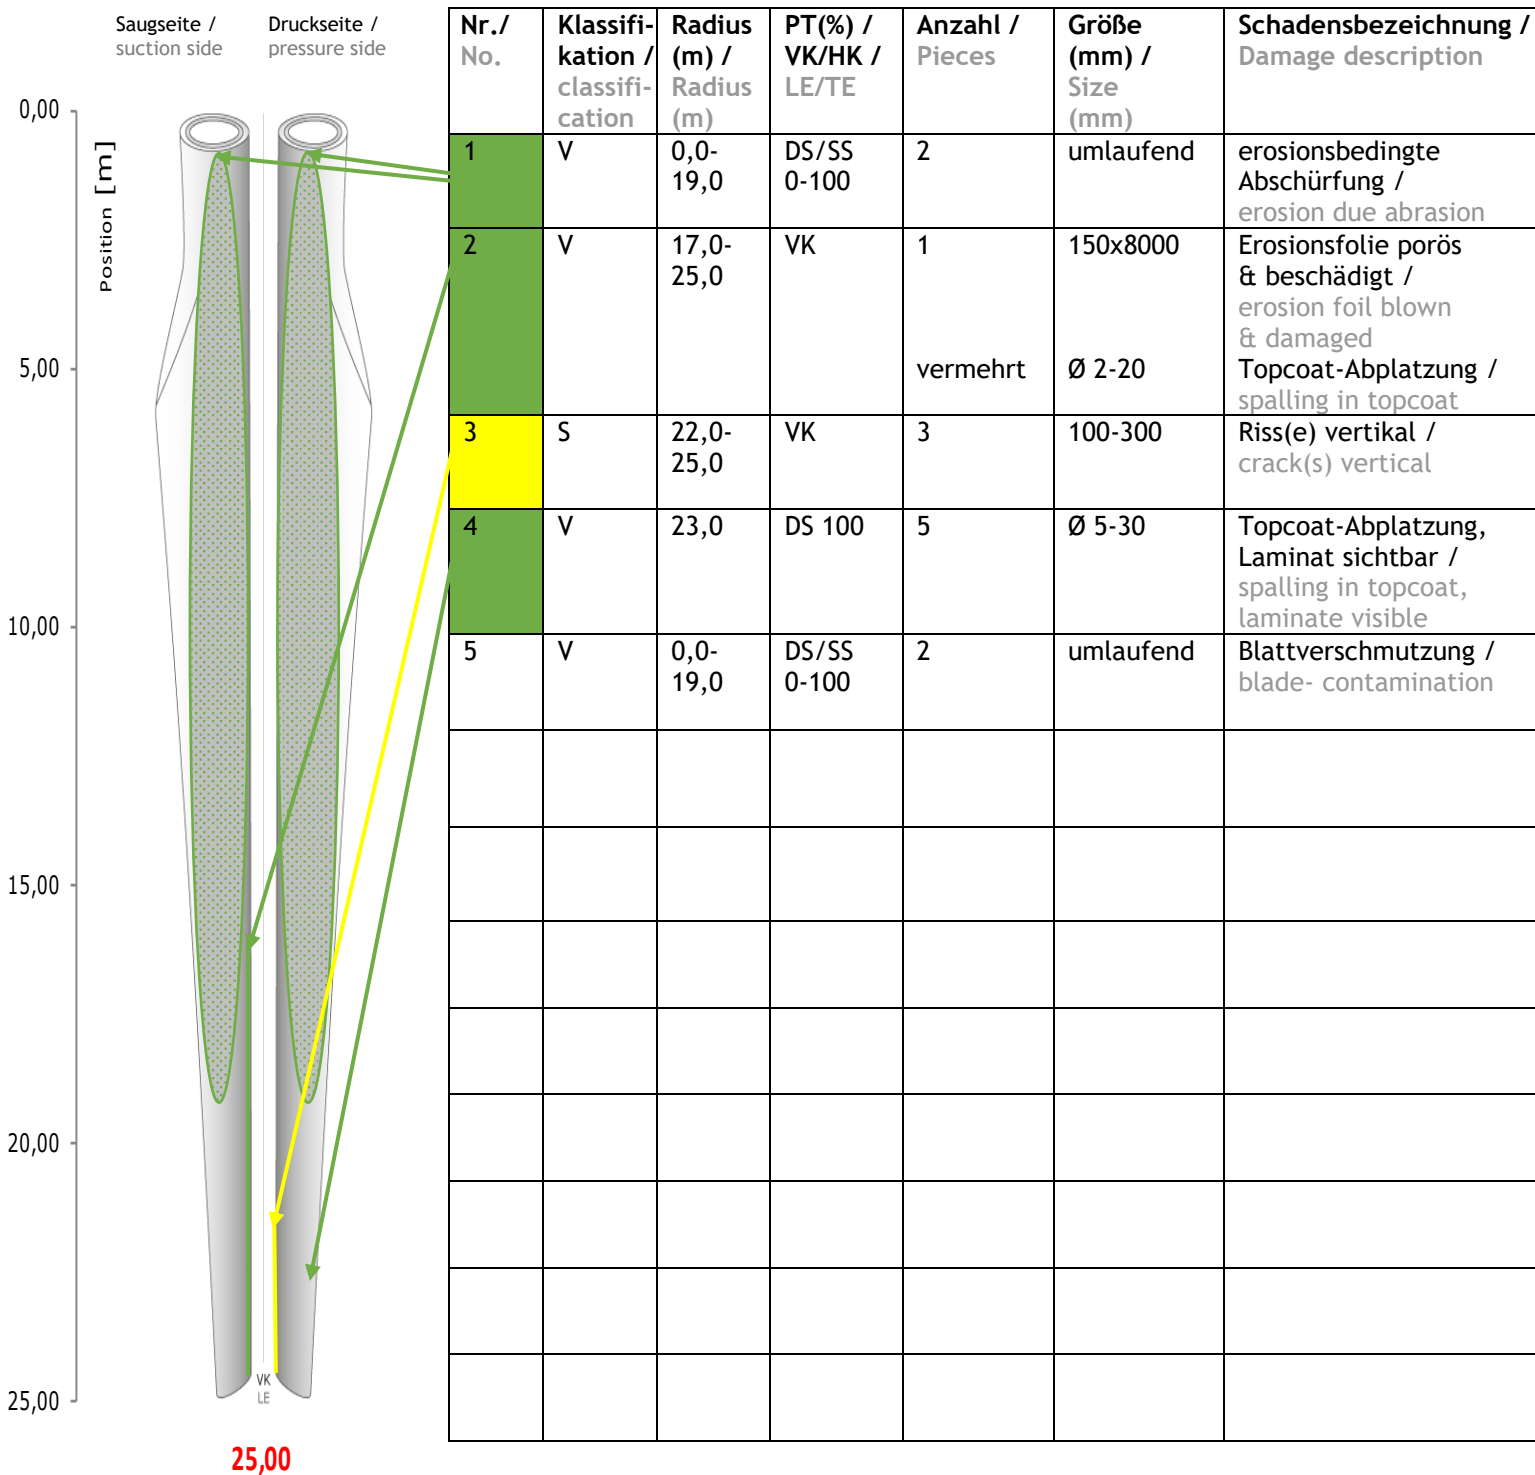 Saugseite /
suction side
Druckseite /
pressure side
0,00
5,00
10,00
15,00
20,00
25,00
Position [m]
VK
LE
25,00
Nr./
No.
Klassifi-
kation /
classifi-
cation
Radius
(m) /
Radius
(m)
PT(%) /
VK/HK /
LE/TE
Anzahl /
Pieces
Größe
(mm) /
Size
(mm)
Schadensbezeichnung /
Damage description
1
V
0,0-
19,0
DS/SS
0-100
2
umlaufend
erosionsbedingte
Abschürfung /
erosion due abrasion
2
V
17,0-
25,0
VK
1
150x8000
Erosionsfolie porös
& beschädigt /
erosion foil blown
& damaged
vermehrt
Ø 2-20
Topcoat-Abplatzung /
spalling in topcoat
3
S
22,0-
25,0
VK
3
100-300
Riss(e) vertikal /
crack(s) vertical
4
V
23,0
DS 100
5
Ø 5-30
Topcoat-Abplatzung,
Laminat sichtbar /
spalling in topcoat,
laminate visible
5
V
0,0-
19,0
DS/SS
0-100
2
umlaufend
Blattverschmutzung /
blade- contamination